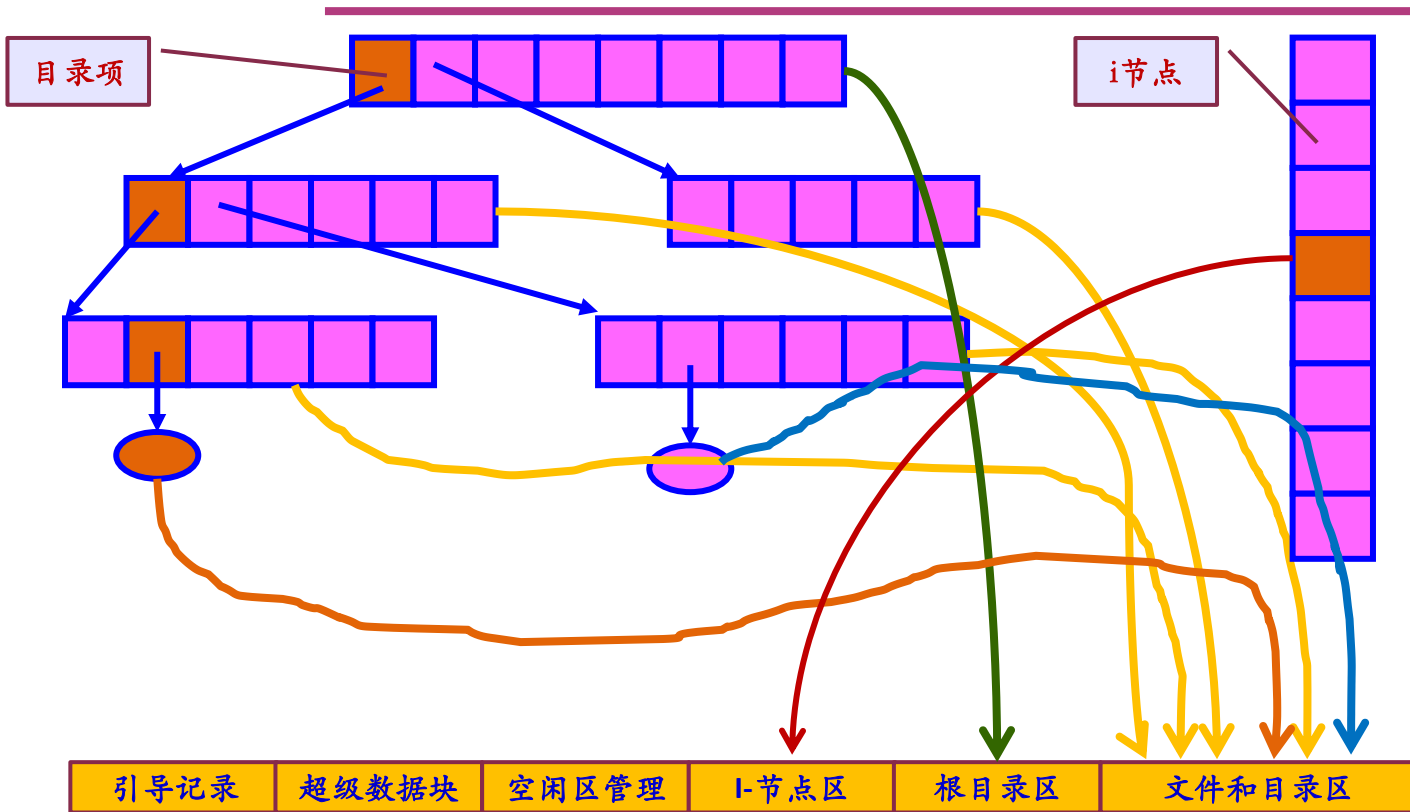 目录项
i节点
引导记录
超级数据块
空闲区管理
I-节点区
根目录区
文件和目录区